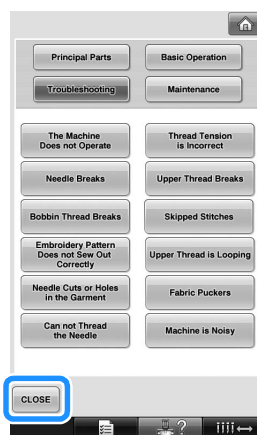 Principal Parts
Basic Operation
Troubleshooting
Maintenance
The Machine
Does not Operate
Thread Tension
is Incorrect
Needle Breaks
Upper Thread Breaks
Bobbin Thread Breaks
Skipped Stitches
Embroidery Pattern
Does not Sew Out
Correctly
Upper Thread is Looping
Needle Cuts or Holes
in the Garment
Fabric Puckers
Can not Thread
the Needle
Machine is Noisy
CLOSE
?